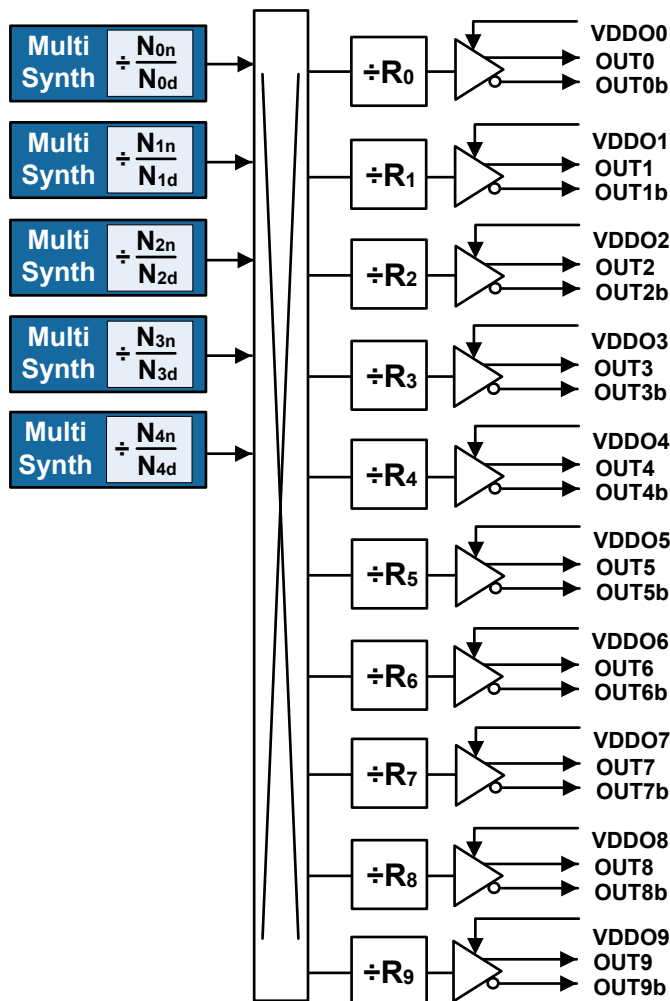 Multi Synth ÷ N0n/N0d
Multi Synth ÷ N1n/N1d
Multi Synth ÷ N2n/N2d
Multi Synth ÷ N3n/N3d
Multi Synth ÷ N4n/N4d
÷R0
VDDO0
OUT0
OUT0b
÷R1
VDDO1
OUT1
OUT1b
÷R2
VDDO2
OUT2
OUT2b
÷R3
VDDO3
OUT3
OUT3b
÷R4
VDDO4
OUT4
OUT4b
÷R5
VDDO5
OUT5
OUT5b
÷R6
VDDO6
OUT6
OUT6b
÷R7
VDDO7
OUT7
OUT7b
÷R8
VDDO8
OUT8
OUT8b
÷R9
VDDO9
OUT9
OUT9b